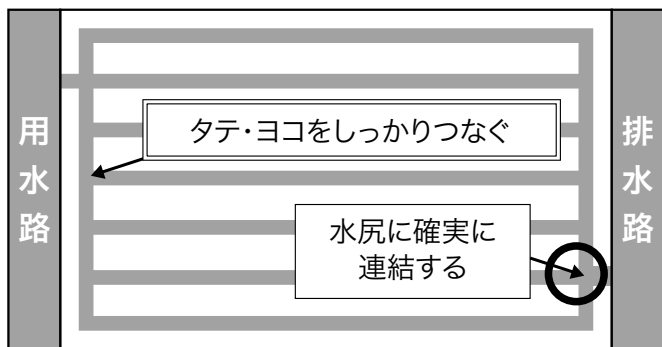 用水路
タテ・ヨコをしっかりつなぐ
水尻に確実に
連結する
排水路